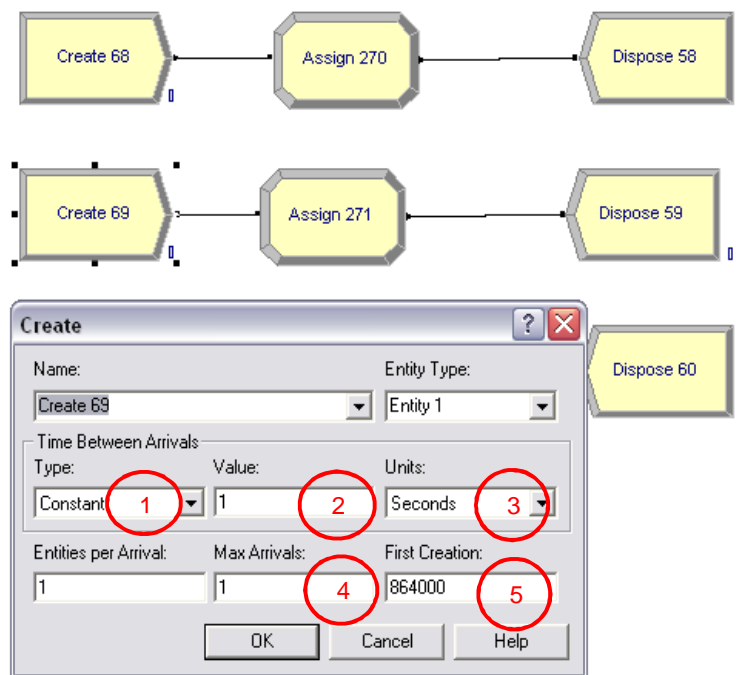 Create 68 Assign 270 Dispose 58
Create 69 Assign 271 Dispose 59
Dispose 60
Create
Name: Entity Type:
Create 69 Entity 1
Time Between Arrivals
Type: Value: Units:
Constant 1 1 2 Seconds 3
Entities per Arrival: Max Arrivals: First Creation:
1 1 4 864000 5
OK Cancel Help